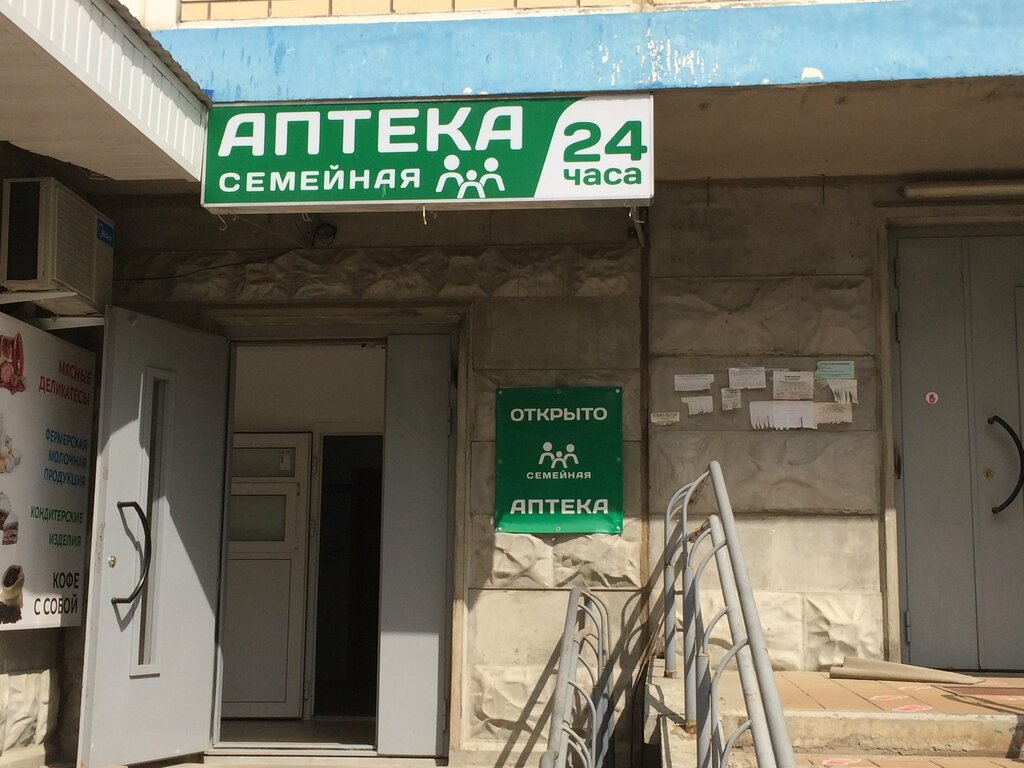 АПТЕКА
СЕМЕЙНАЯ
24
часа
ОТКРЫТО
СЕМЕЙНАЯ
АПТЕКА
МЯСНЫЕ
ДЕЛИКАТЕСЫ
ФЕРМЕРСКАЯ
МОЛОЧНАЯ
ПРОДУКЦИЯ
КОНДИТЕРСКИЕ
ИЗДЕЛИЯ
КОФЕ
С СОБОЙ